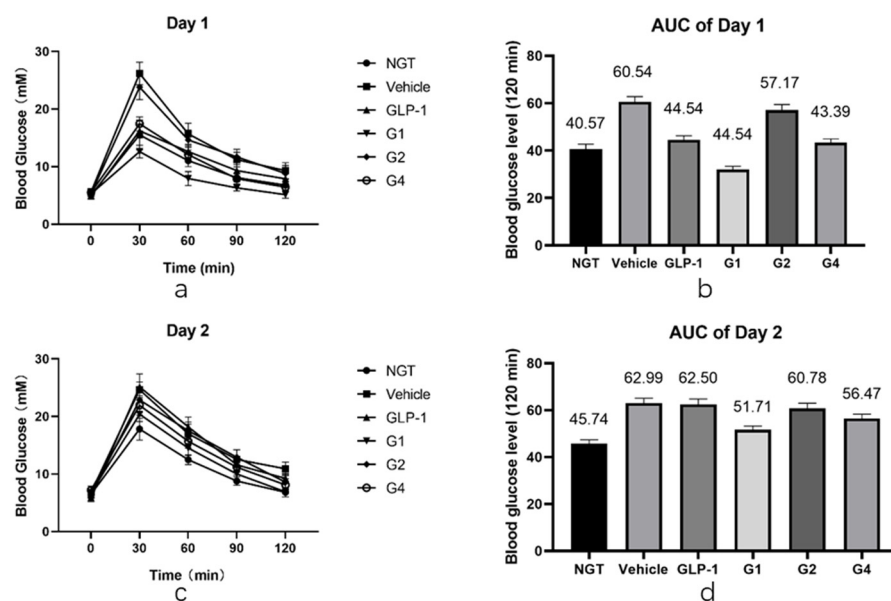 Day 1
Blood Glucose (mM)
30
20
10
0
0 30 60 90 120
Time (min)
NGT
Vehicle
GLP-1
G1
G2
G4
a
AUC of Day 1
Blood glucose level (120 min)
80
60
40
20
0
40.57
60.54
44.54
44.54
57.17
43.39
NGT Vehicle GLP-1 G1 G2 G4
b
Day 2
Blood Glucose (mM)
30
20
10
0
0 30 60 90 120
Time (min)
NGT
Vehicle
GLP-1
G1
G2
G4
c
AUC of Day 2
Blood glucose level (120 min)
80
60
40
20
0
45.74
62.99
62.50
51.71
60.78
56.47
NGT Vehicle GLP-1 G1 G2 G4
d